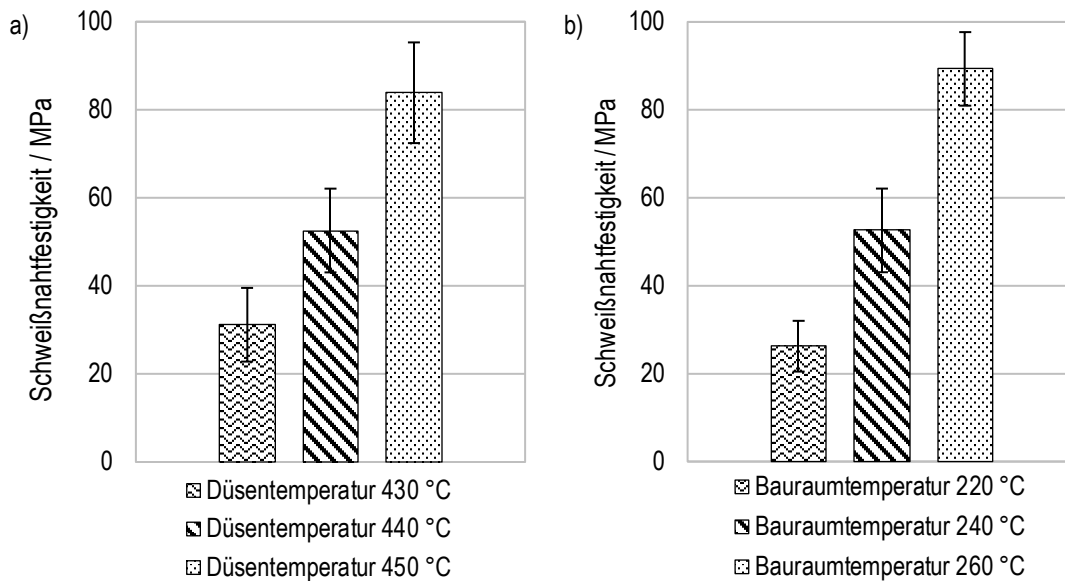 a)
Schweißnahtfestigkeit / MPa
100
80
60
40
20
0
Düsentemperatur 430 °C
Düsentemperatur 440 °C
Düsentemperatur 450 °C
b)
Schweißnahtfestigkeit / MPa
100
80
60
40
20
0
Bauraumtemperatur 220 °C
Bauraumtemperatur 240 °C
Bauraumtemperatur 260 °C